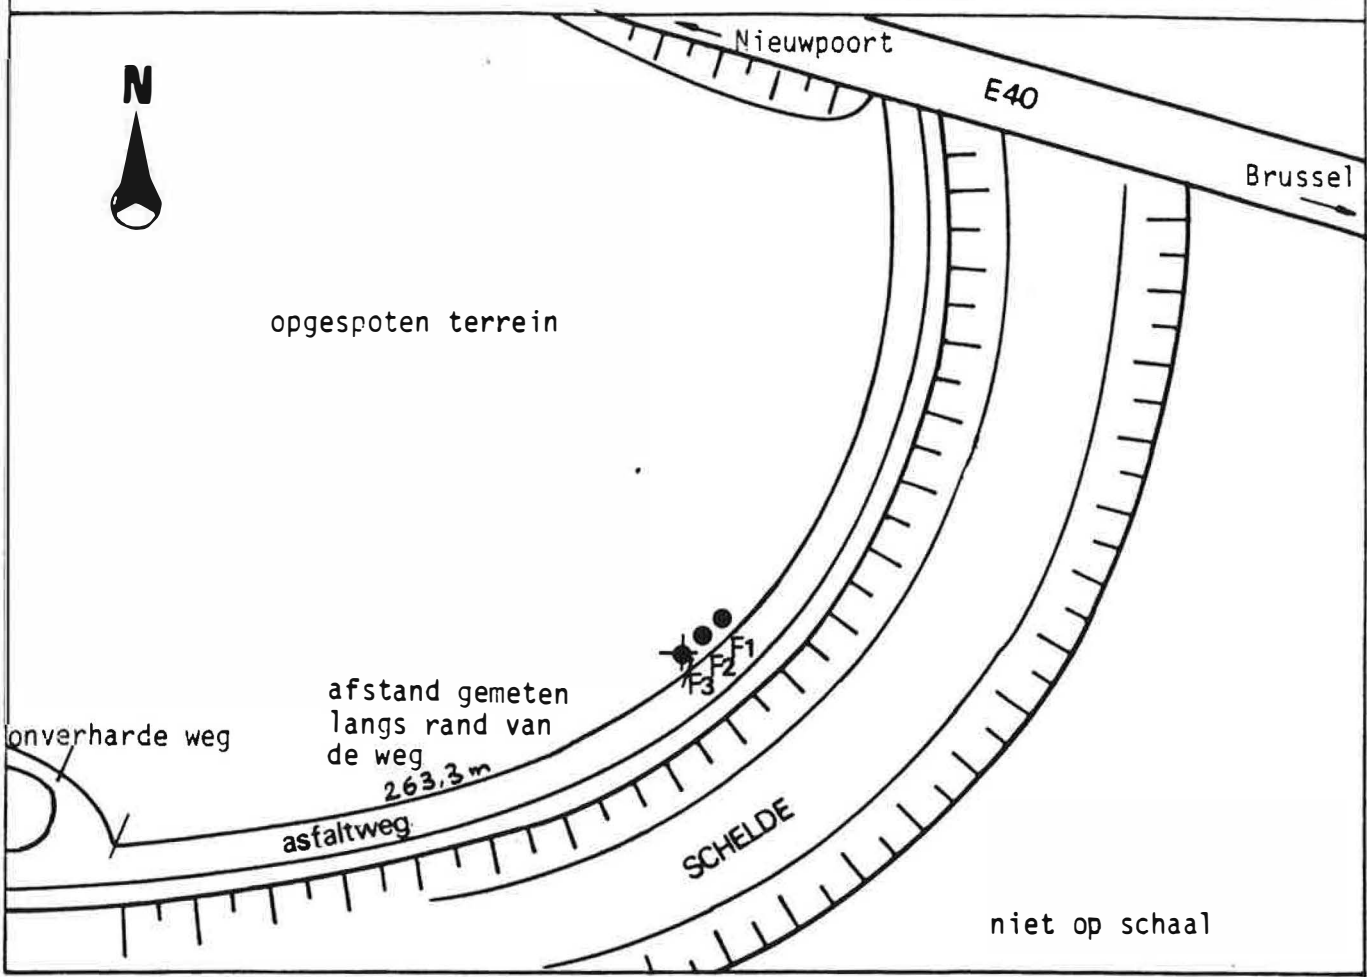 Nieuwpoort
N
E40
Brussel
opgespoten terrein
F1
F2
F3
afstand gemeten
langs rand van
de weg
onverharde weg
263,3 m
asfaltweg
SCHELDE
niet op schaal